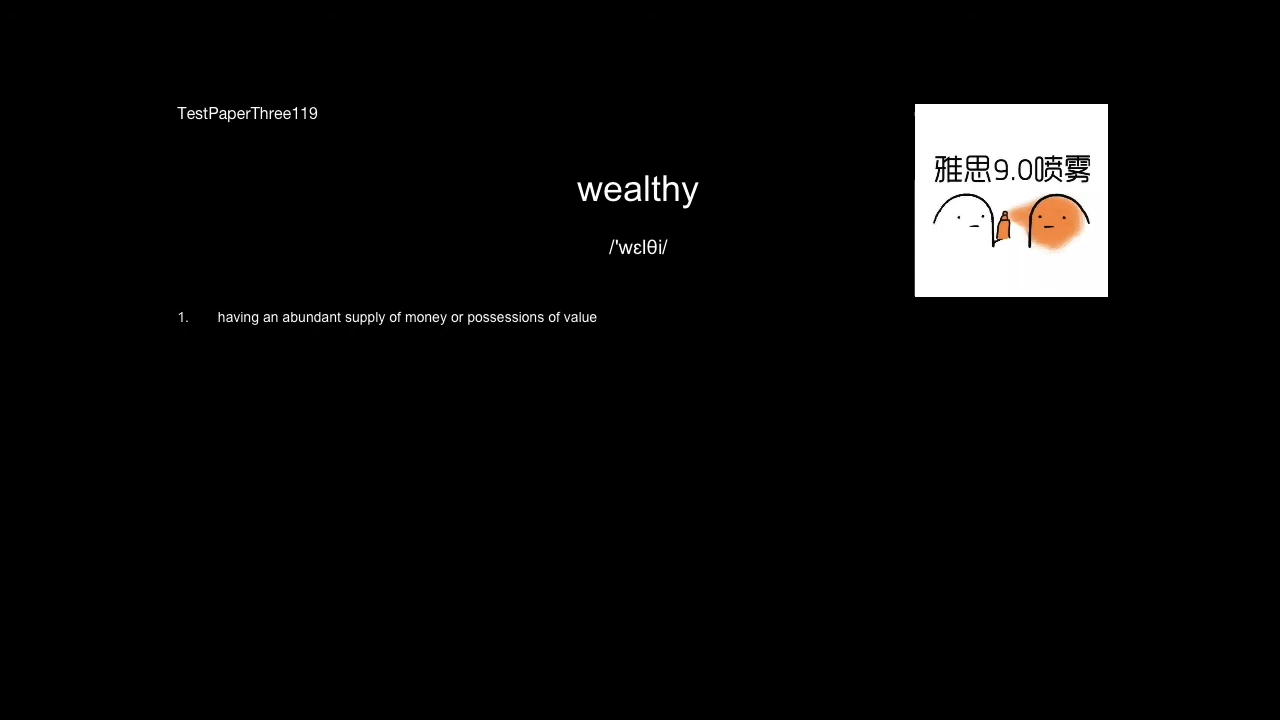 TestPaperThree119
雅思9.0喷雾
wealthy
/'wɛlθi/
1. having an abundant supply of money or possessions of value